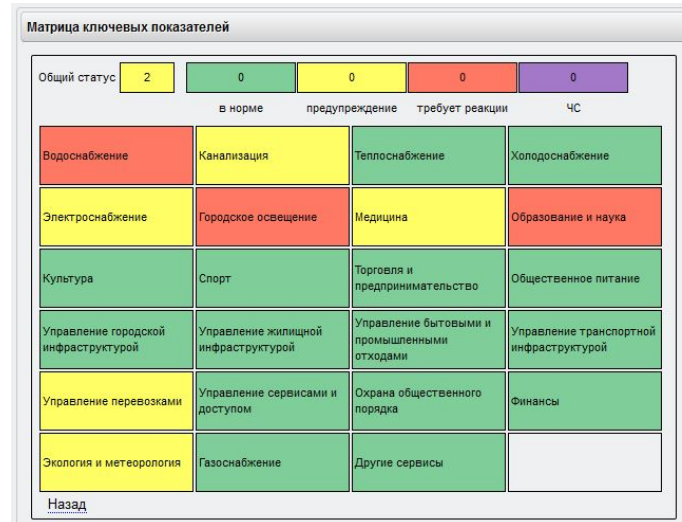 Матрица ключевых показателей
Общий статус 2 0 0 0 0
в норме предупреждение требует реакции ЧС
Водоснабжение
Канализация
Теплоснабжение
Холодоснабжение
Электроснабжение
Городское освещение
Медицина
Образование и наука
Культура
Спорт
Торговля и
предпринимательство
Общественное питание
Управление городской
инфраструктурой
Управление жилищной
инфраструктурой
Управление бытовыми и
промышленными
отходами
Управление транспортной
инфраструктурой
Управление перевозками
Управление сервисами и
доступом
Охрана общественного
порядка
Финансы
Экология и метеорология
Газоснабжение
Другие сервисы
Назад